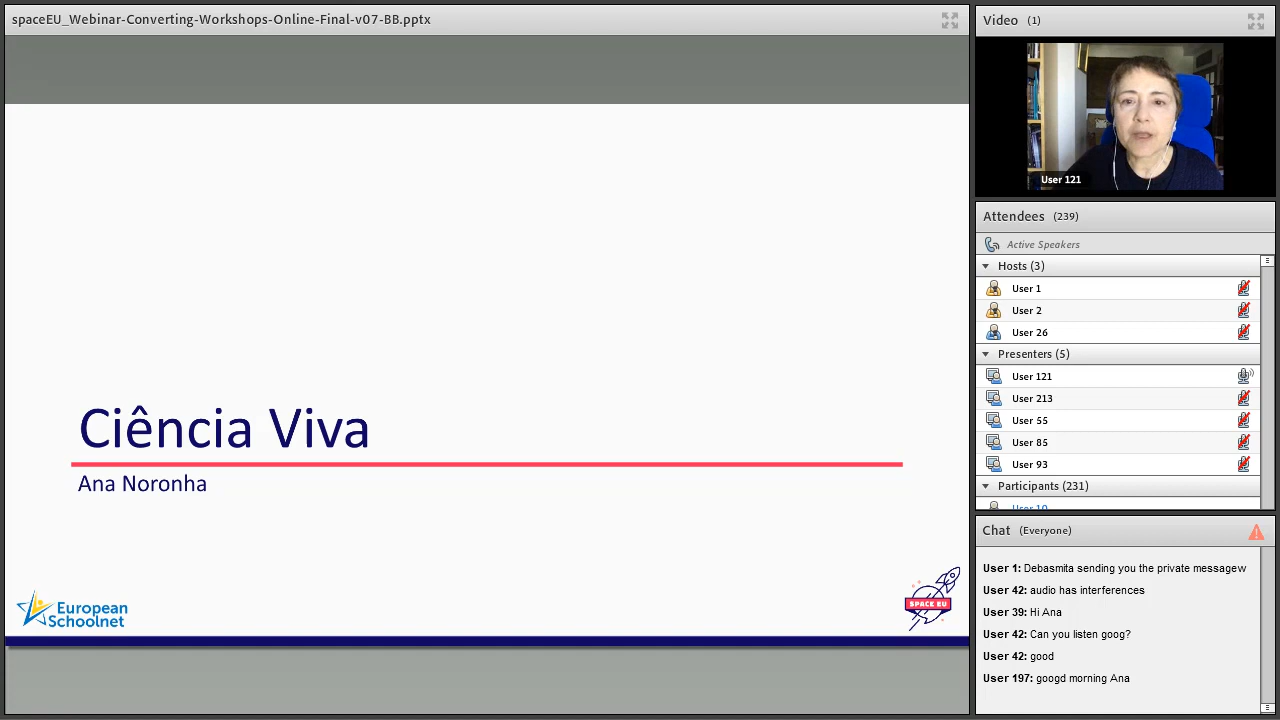 spaceEU_Webinar-Converting-Workshops-Online-Final-v07-BB.pptx
Ciência Viva
Ana Noronha
European
Schoolnet
SPACE EU
Video (1)
User 121
Attendees (239)
Active Speakers
Hosts (3)
User 1
User 2
User 26
Presenters (5)
User 121
User 213
User 55
User 85
User 93
Participants (231)
User 10
Chat (Everyone)
User 1: Debasmita sending you the private messagew
User 42: audio has interferences
User 39: Hi Ana
User 42: Can you listen goog?
User 42: good
User 197: googd morning Ana